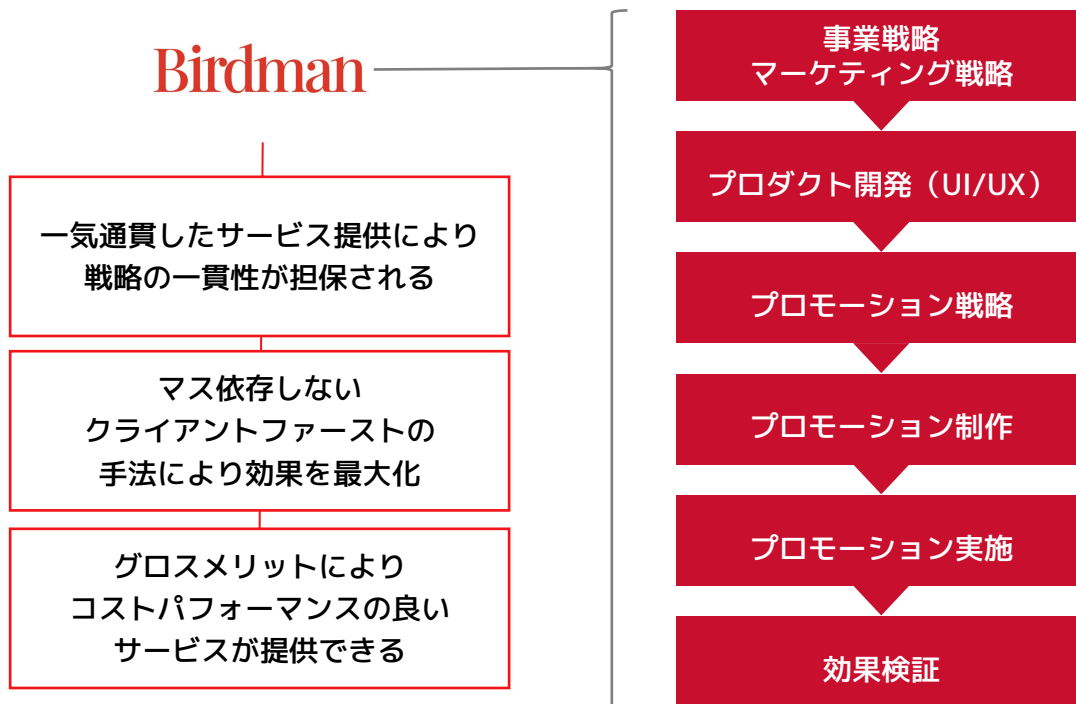 Birdman
一気通貫したサービス提供により
戦略の一貫性が担保される
マス依存しない
クライアントファーストの
手法により効果を最大化
グロスメリットにより
コストパフォーマンスの良い
サービスが提供できる
事業戦略
マーケティング戦略
プロダクト開発（UI/UX）
プロモーション戦略
プロモーション制作
プロモーション実施
効果検証